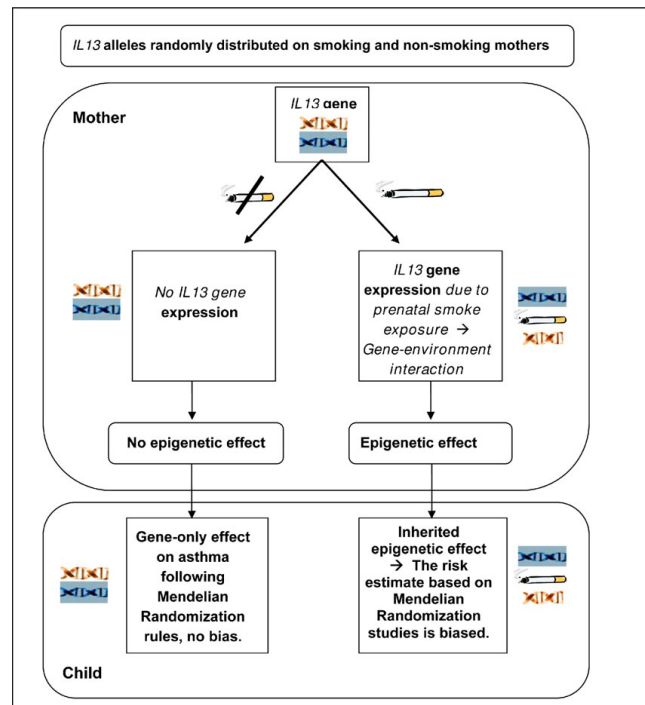 IL13 alleles randomly distributed on smoking and non-smoking mothers
Mother
IL13 gene
No IL13 gene
expression
IL13 gene
expression due to
prenatal smoke
exposure →
Gene-environment
interaction
No epigenetic effect
Epigenetic effect
Gene-only effect
on asthma
following
Mendelian
Randomization
rules, no bias.
Inherited
epigenetic effect
→ The risk
estimate based on
Mendelian
Randomization
studies is biased.
Child